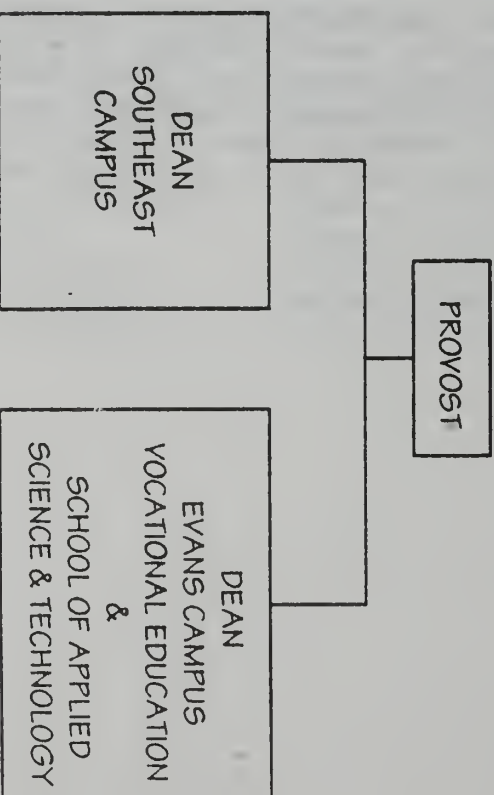 PROVOST
DEAN
SOUTHEAST
CAMPUS
DEAN
EVANS CAMPUS
VOCATIONAL EDUCATION
&
SCHOOL OF APPLIED
SCIENCE & TECHNOLOGY